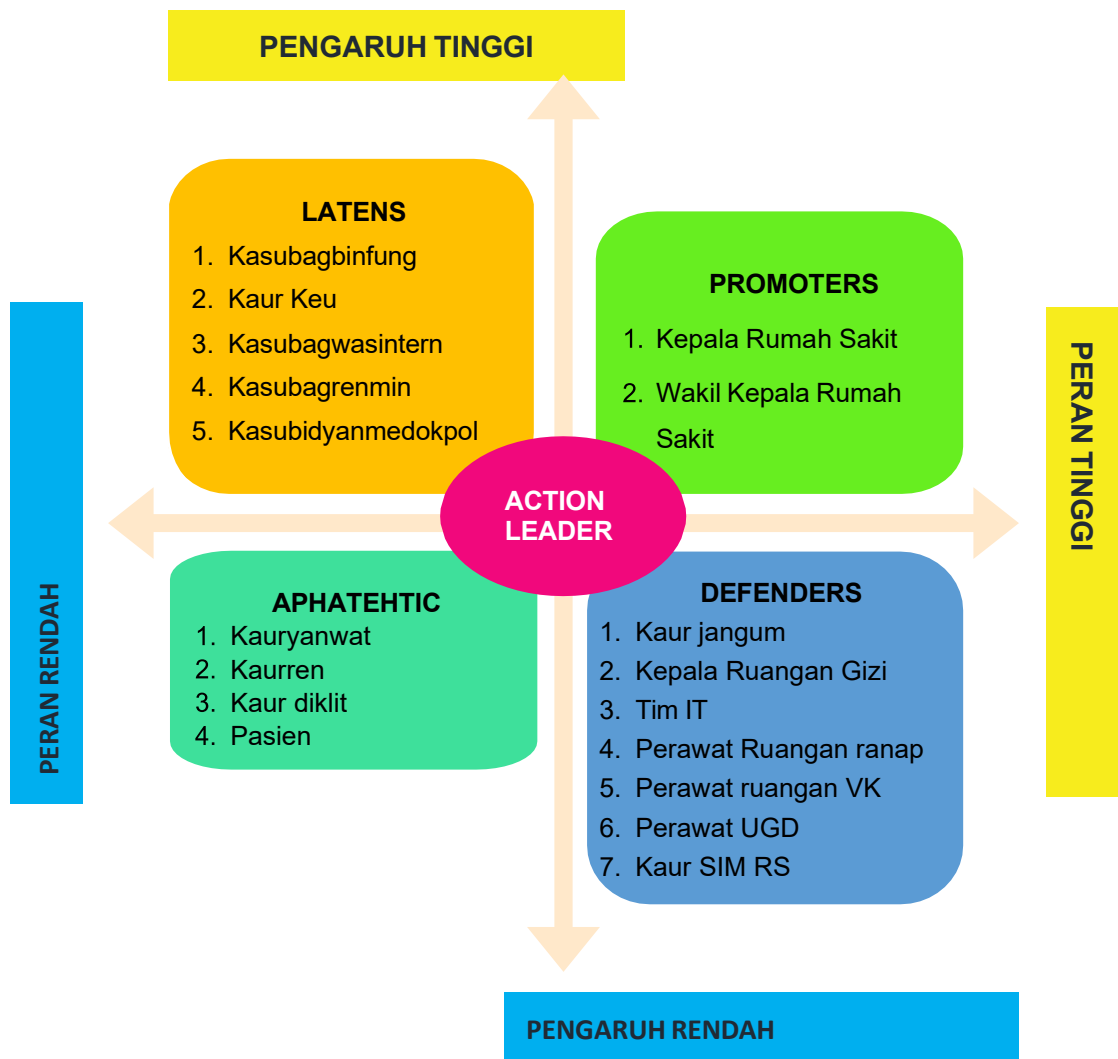 PENGARUH TINGGI
LATENS
1. Kasubagbinfung
2. Kaur Keu
3. Kasubagwasintern
4. Kasubagrenmin
5. Kasubidyanmedokpol
PROMOTERS
1. Kepala Rumah Sakit
2. Wakil Kepala Rumah
Sakit
PERAN RENDAH
PERAN TINGGI
ACTION
LEADER
APHATEHTIC
1. Kauryanwat
2. Kaurren
3. Kaur diklit
4. Pasien
DEFENDERS
1. Kaur jangum
2. Kepala Ruangan Gizi
3. Tim IT
4. Perawat Ruangan ranap
5. Perawat ruangan VK
6. Perawat UGD
7. Kaur SIM RS
PENGARUH RENDAH